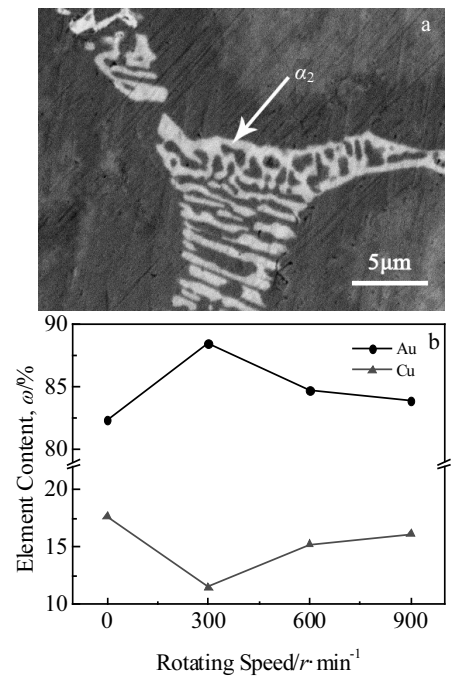 a
α2
5μm
b
Au
Cu
90
85
80
25
20
15
10
Element Content, ω/%
0 300 600 900
Rotating Speed/r·min-1